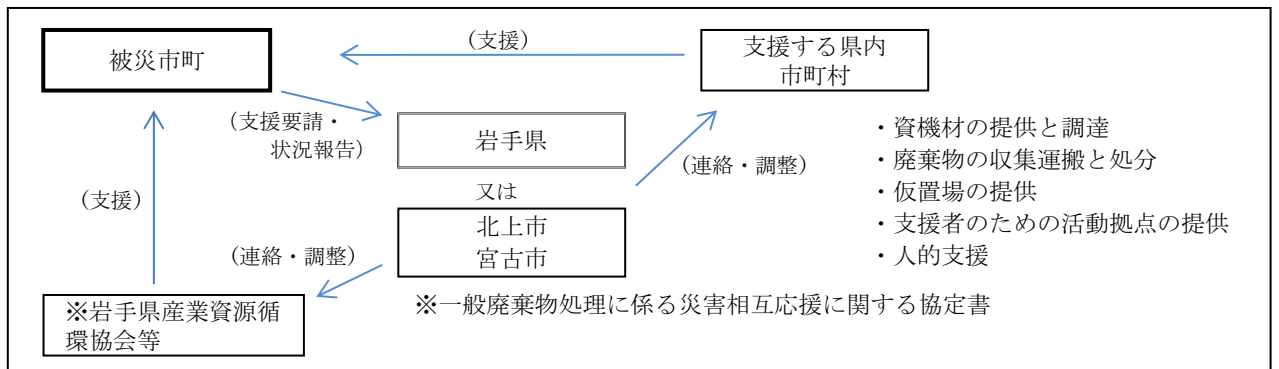 (支援)
被災市町
支援する県内
市町村
(支援要請・
状況報告)
岩手県
・資機材の提供と調達
・廃棄物の収集運搬と処分
・仮置場の提供
・支援者のための活動拠点の提供
・人的支援
(連絡・調整)
又は
(支援)
北上市
宮古市
(連絡・調整)
※岩手県産業資源循
環協会等
※一般廃棄物処理に係る災害相互応援に関する協定書